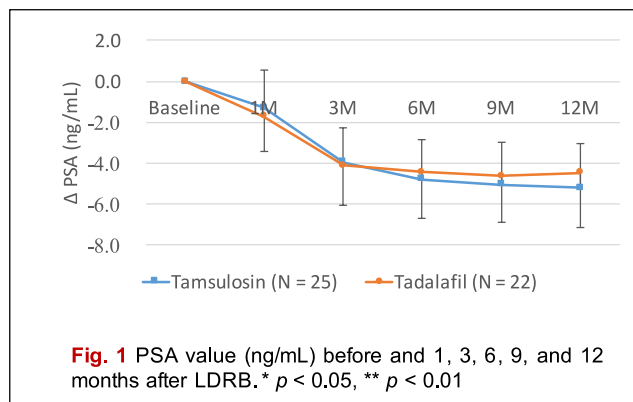 2.0
0.0
Baseline 1M 3M 6M 9M 12M
-2.0
-4.0
-6.0
-8.0
Δ PSA (ng/mL)
Tamsulosin (N = 25) Tadalafil (N = 22)
Fig. 1 PSA value (ng/mL) before and 1, 3, 6, 9, and 12
months after LDRB. * p < 0.05, ** p < 0.01